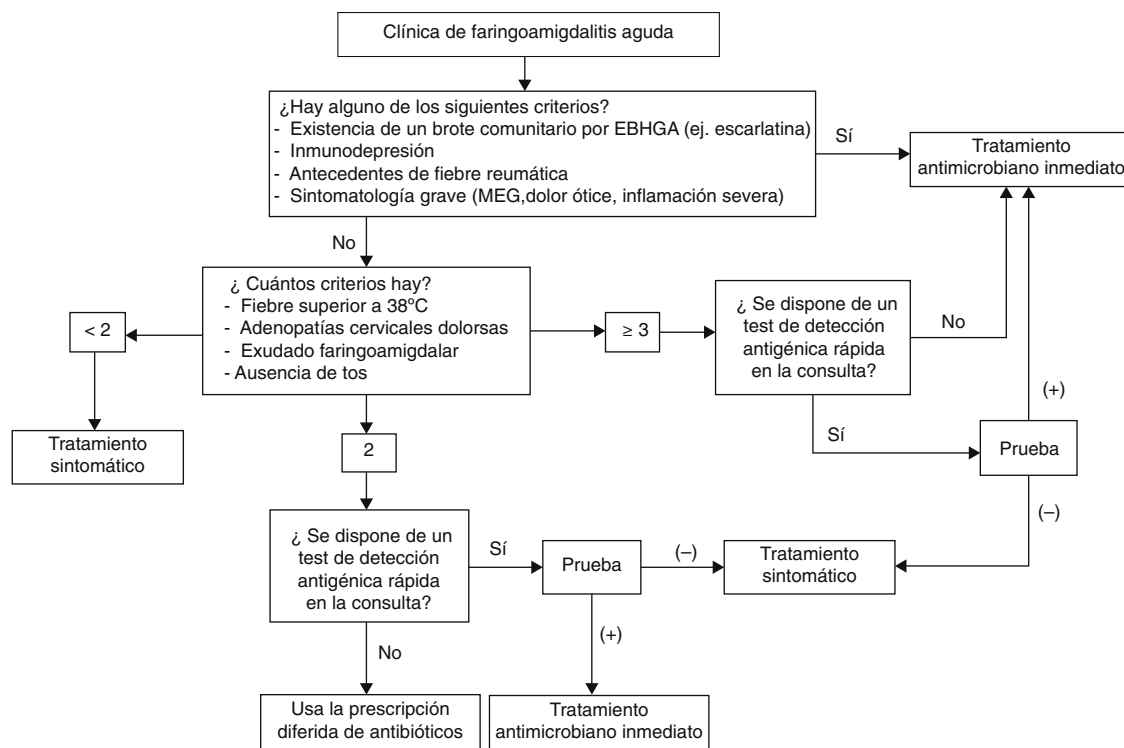 Clínica de faringoamigdalitis aguda
¿Hay alguno de los siguientes criterios?
- Existencia de un brote comunitario por EBHGA (ej. escarlatina)
- Inmunodepresión
- Antecedentes de fiebre reumática
- Sintomatología grave (MEG,dolor ótice, inflamación severa)
Sí
Tratamiento
antimicrobiano inmediato
No
¿ Cuántos criterios hay?
- Fiebre superior a 38ºC
- Adenopatías cervicales dolorsas
- Exudado faringoamigdalar
- Ausencia de tos
< 2
Tratamiento
sintomático
≥ 3
¿ Se dispone de un
test de detección
antigénica rápida
en la consulta?
No
Sí
Prueba
(+)
(–)
2
¿ Se dispone de un
test de detección
antigénica rápida
en la consulta?
Sí
Prueba
(–)
Tratamiento
sintomático
(+)
No
Usa la prescripción
diferida de antibióticos
Tratamiento
antimicrobiano inmediato